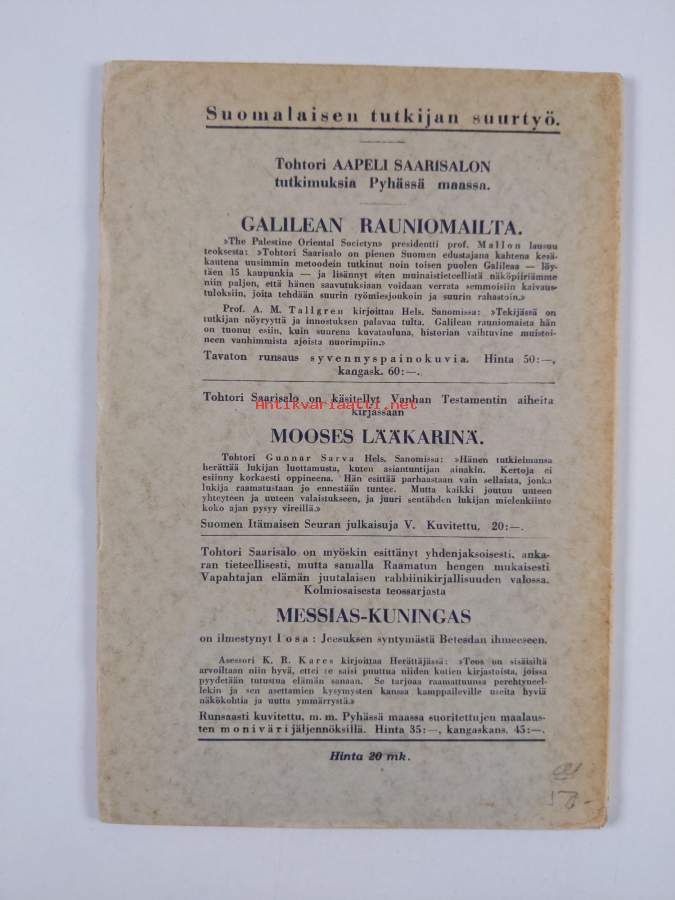 Suomalaisen tutkijan suurtyö.
Tohtori AAPELI SAARISALON
tutkimuksia Pyhässä maassa.
GALILEAN RAUNIOMAILTA.
»The Palestine Oriental Societyn» presidentti prof. Mallon lausuu
teoksesta: »Tohtori Saarisalo on pienen Suomen edustajana kahtena kesä-
kautena uusimmin metodein tutkinut noin toisen puolen Galileaa — löy-
täen 15 kaupunkia — ja lisännyt siten muinaistieteellistä näköpiiriämme
niin paljon, että hänen saavutuksiaan voidaan verrata semmoisiin kaivaus-
tuloksiin, joita tehdään suurin työmiesjoukoin ja suurin rahastoin.»
Prof. A. M. Tallgren kirjoittaa Hels. Sanomissa: »Tekijässä on
tutkijan nöyryyttä ja innostuksen palavaa tulta. Galilean rauniomaista hän
on tuonut esiin, kuin suurena kuvatauluna, historian vaihtuvine muistoi-
neen vanhimmista ajoista nuorimpiin.»
Tavaton runsaus syvennyspainokuvia. Hinta 50:—,
kangask. 60:—.
Tohtori Saarisalo on käsitellyt Vanhan Testamentin aiheita
Antikvariaatti.net
kirjassaan
MOOSES LÄÄKÄRINÄ.
Tohtori Gunnar Sarva Hels. Sanomissa: »Hänen tutkielmansa
herättää lukijan luottamusta, kuten asiantuntijan ainakin. Kertoja ei
esiinny korkeasti oppineena. Hän esittää parhaastaan vain sellaista, jonka
lukija raamatustaan jo ennestään tuntee. Mutta kaikki joutuu uuteen
yhteyteen ja uuteen valaistukseen, ja juuri sentähden lukijan mielenkiinto
koko ajan pysyy vireillä.»
Suomen Itämaisen Seuran julkaisuja V. Kuvitettu. 20:—.
Tohtori Saarisalo on myöskin esittänyt yhdenjaksoisesti, anka-
ran tieteellisesti, mutta samalla Raamatun hengen mukaisesti
Vapahtajan elämän juutalaisen rabbiinikirjallisuuden valossa.
Kolmiosaisesta teossarjasta
MESSIAS-KUNINGAS
on ilmestynyt I osa: Jeesuksen syntymästä Betesdan ihmeeseen.
Asessori K. R. Kares kirjoittaa Herättäjässä: »Teos on sisäisiltä
arvoiltaan niin hyvä, ettei se saisi puuttua niiden kotien kirjastoista, joissa
pyydetään tutustua elämän sanaan. Se tarjoaa raamattuunsa perehtyneel-
lekin ja sen asettamien kysymysten kanssa kamppaileville useita hyviä
näkökohtia ja uutta ymmärrystä.»
Runsaasti kuvitettu, m. m. Pyhässä maassa suoritettujen maalaus-
ten moniväri jäljennöksillä. Hinta 35:—, kangaskans. 45:—.
Hinta 20 mk.